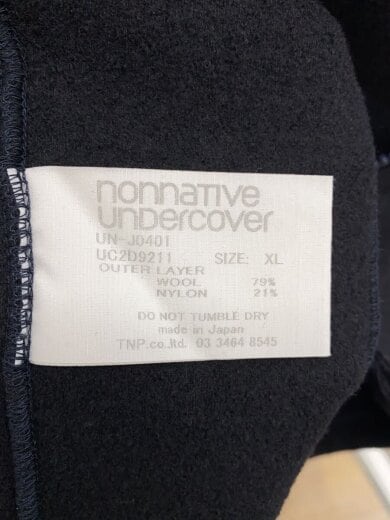 nonnative
undercover
UN-J0401
UC2D9211 SIZE: XL
OUTER LAYER
WOOL 79%
NYLON 21%
DO NOT TUMBLE DRY
made in Japan
TNP.co.ltd. 03 3464 8545